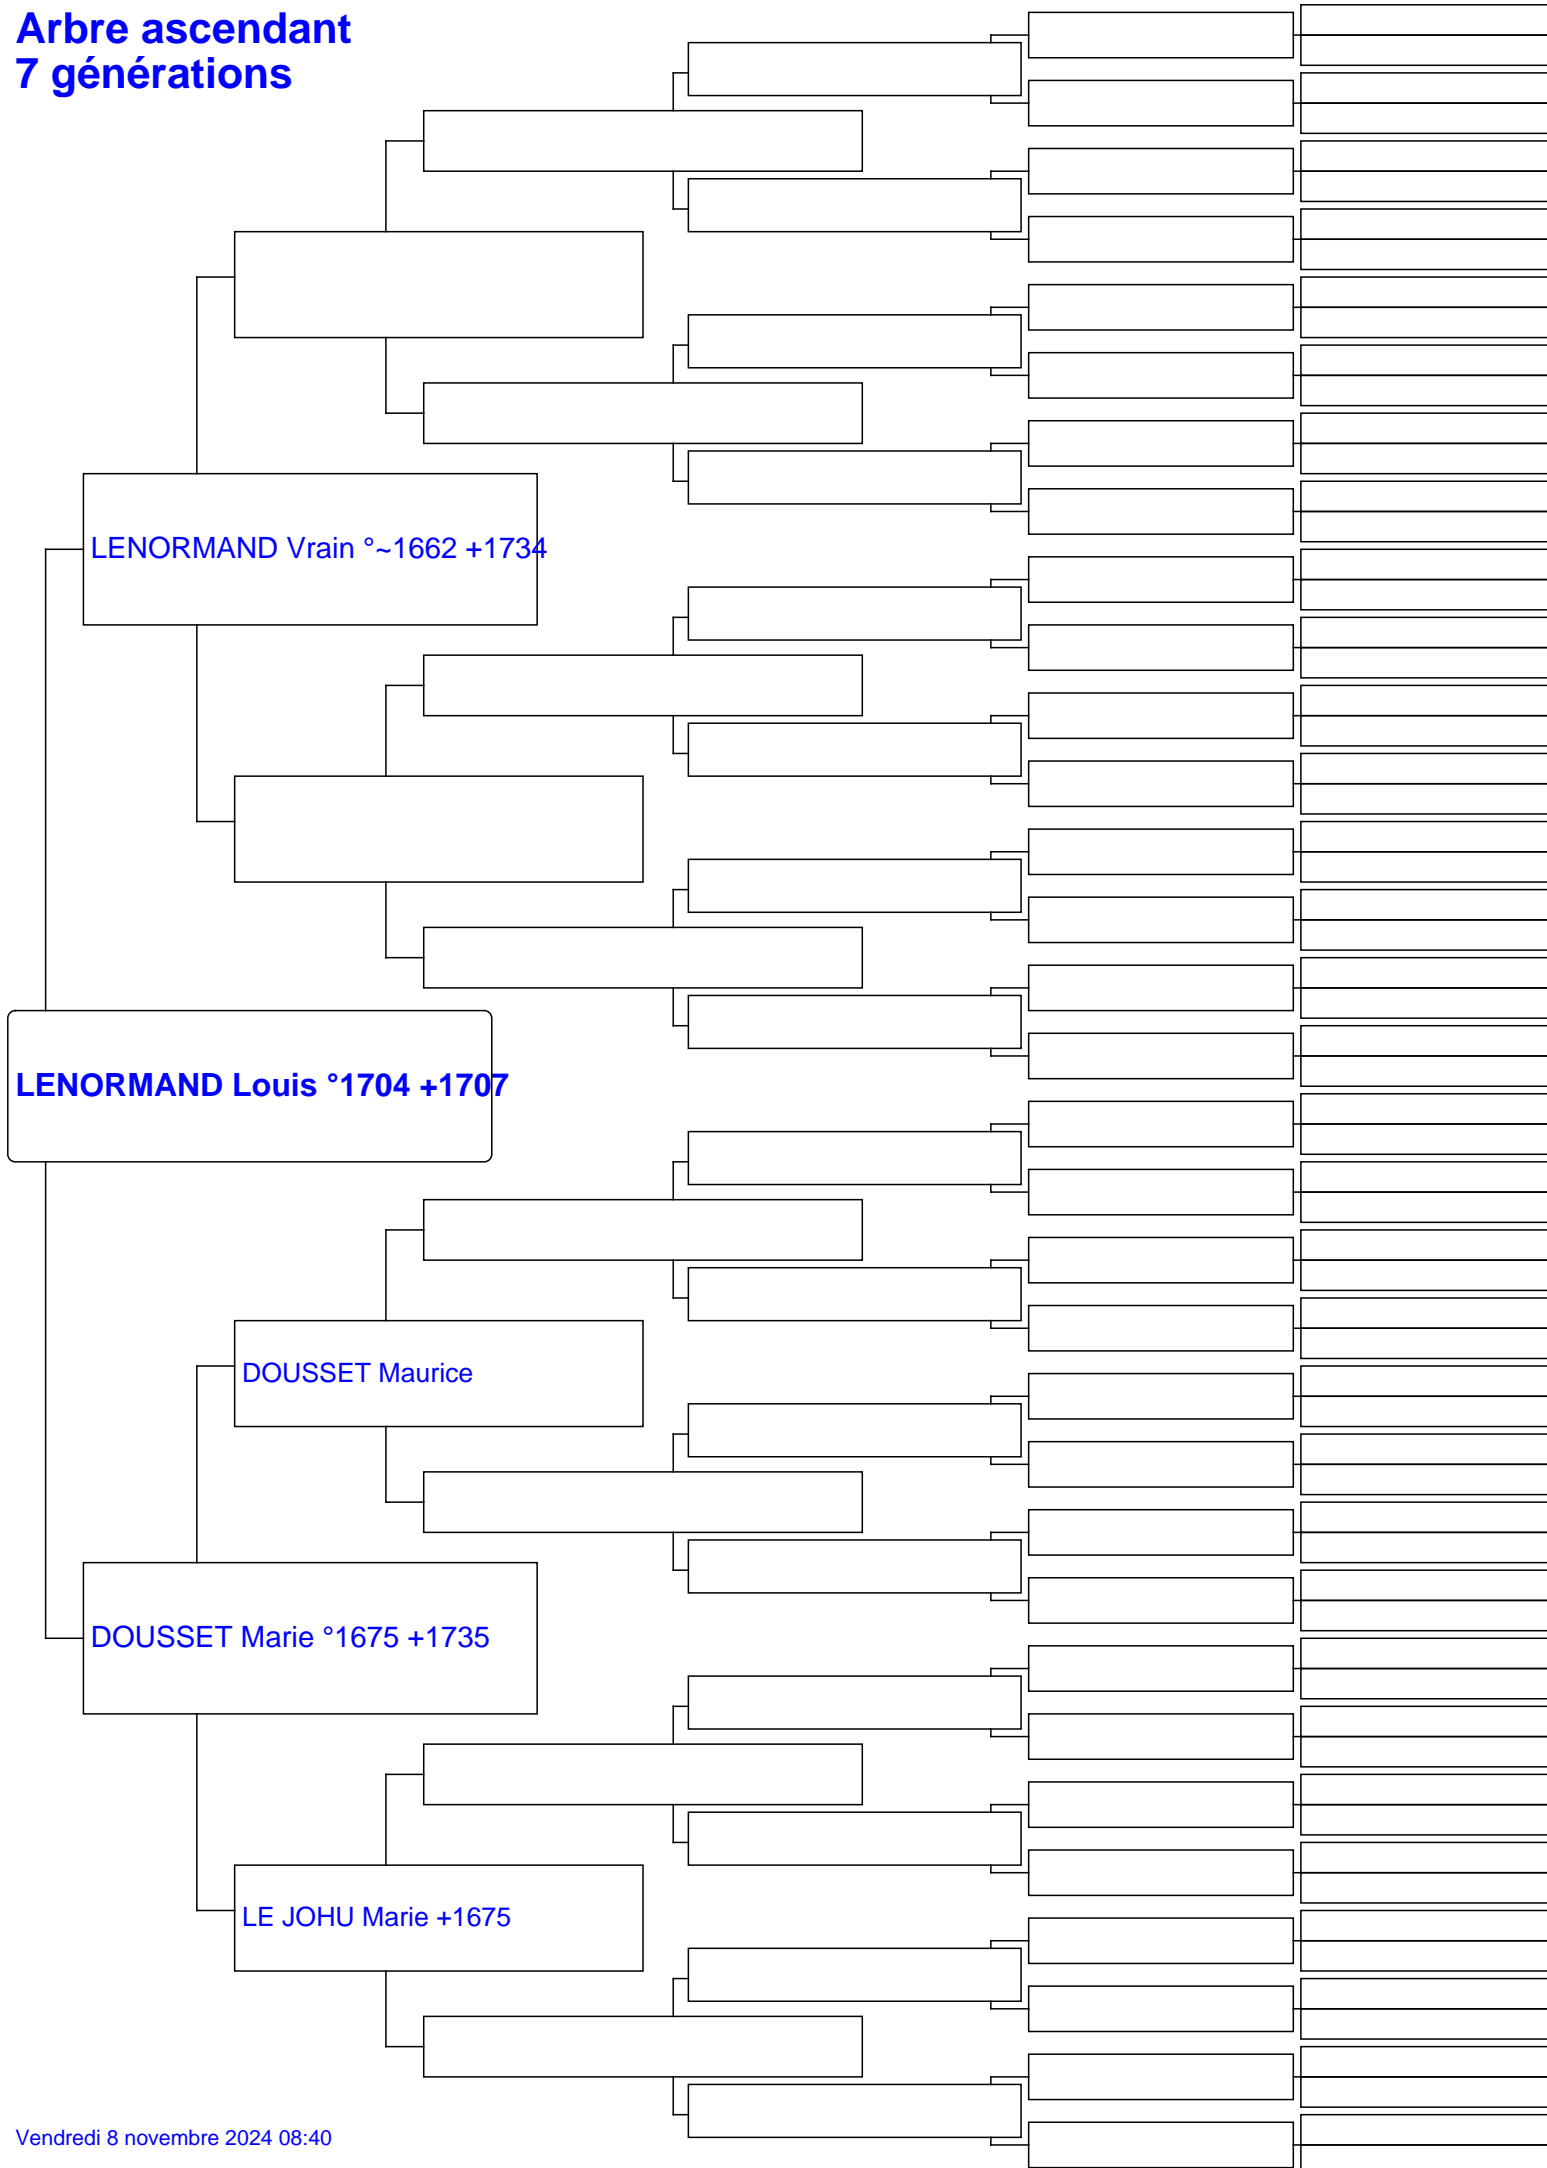 Arbre ascendant
7 générations
LENORMAND Vrain °~1662 +1734
LENORMAND Louis °1704 +1707
DOUSSET Maurice
DOUSSET Marie °1675 +1735
LE JOHU Marie +1675
Vendredi 8 novembre 2024 08:40